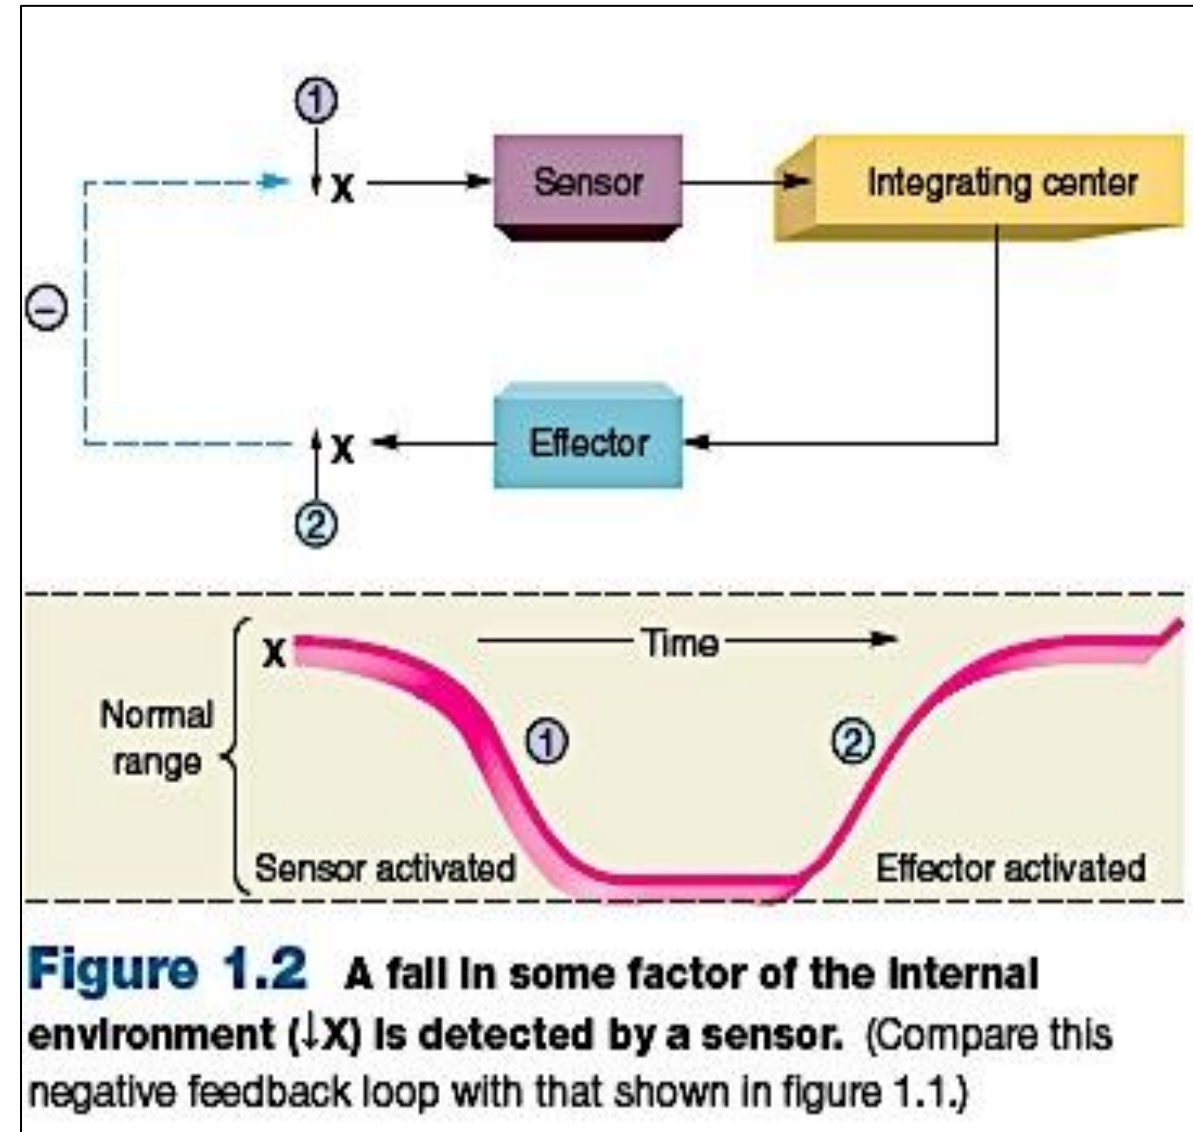 1
↓X
Sensor
Integrating center
−
Effector
↑X
2
X
Time
Normal
range
1
2
Sensor activated
Effector activated
Figure 1.2 A fall in some factor of the internal
environment (↓X) is detected by a sensor. (Compare this
negative feedback loop with that shown in figure 1.1.)